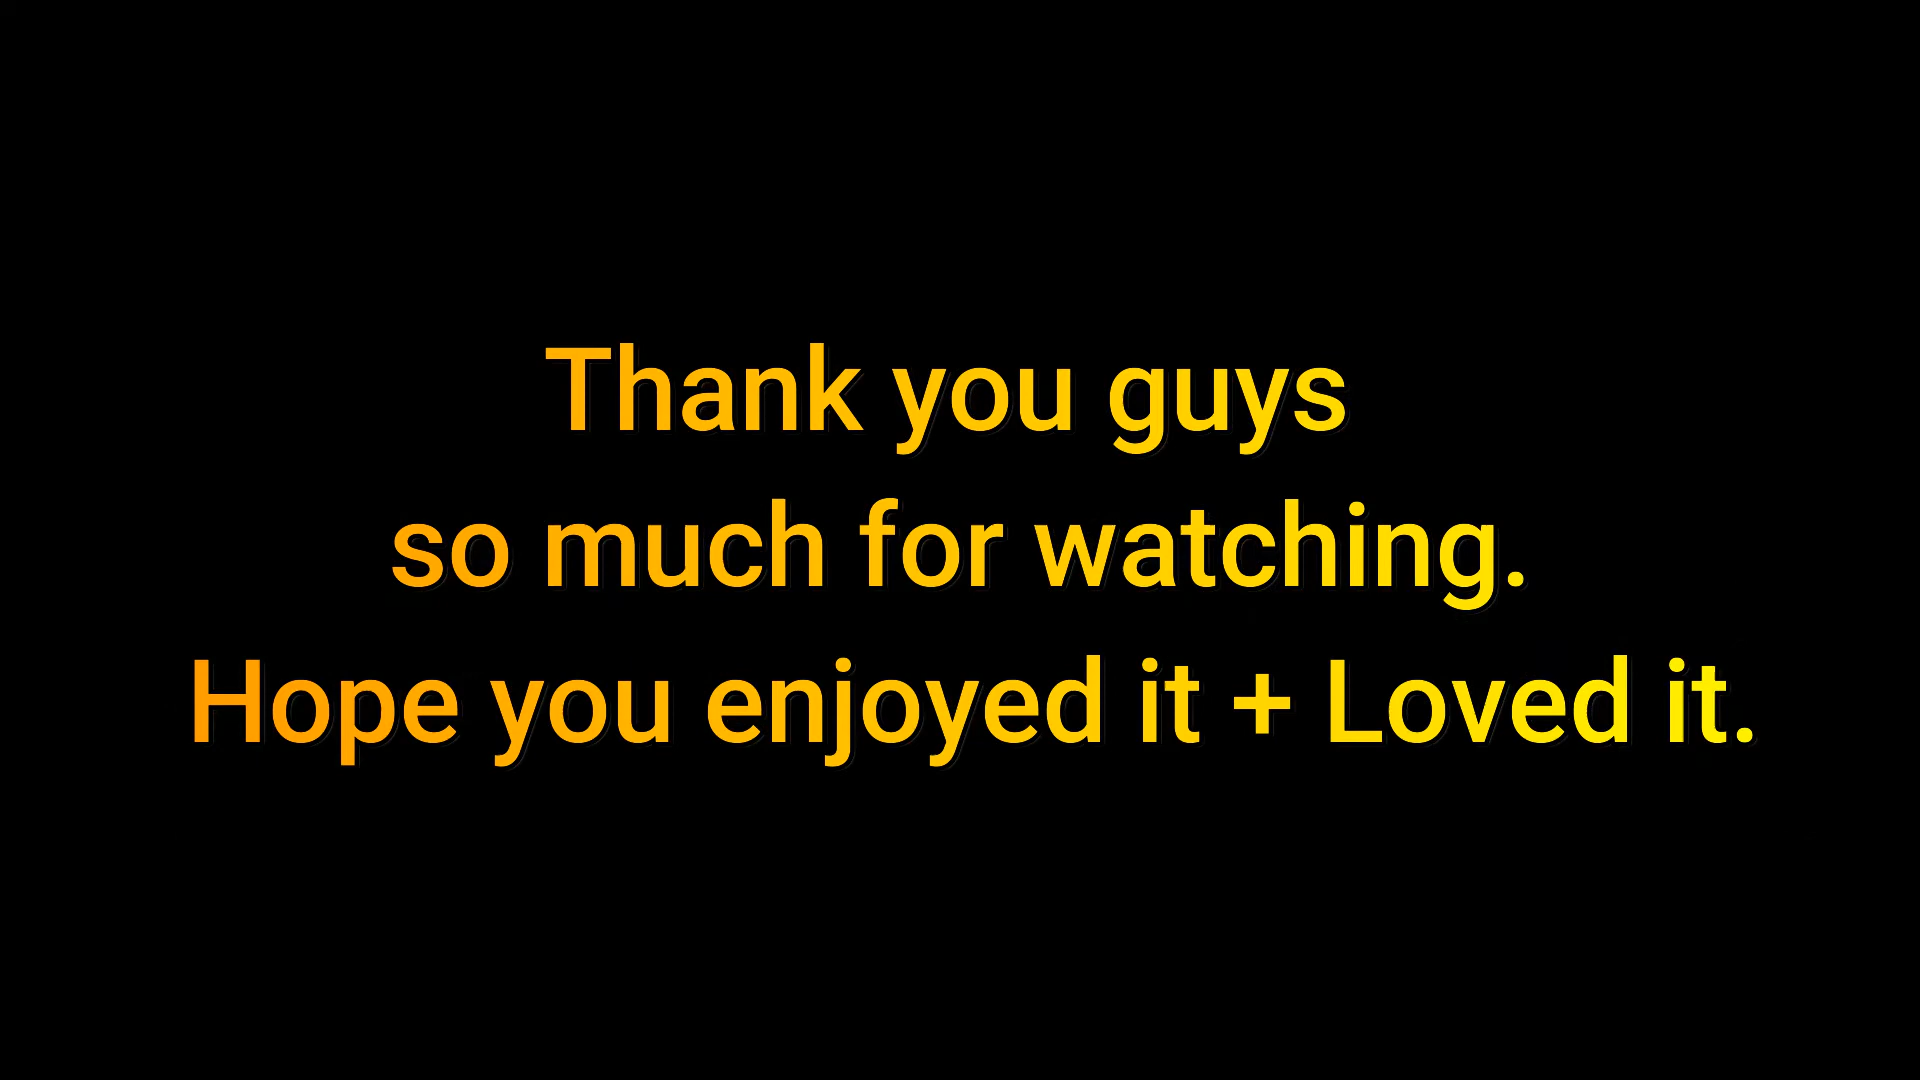 Thank you guys
so much for watching.
Hope you enjoyed it + Loved it.